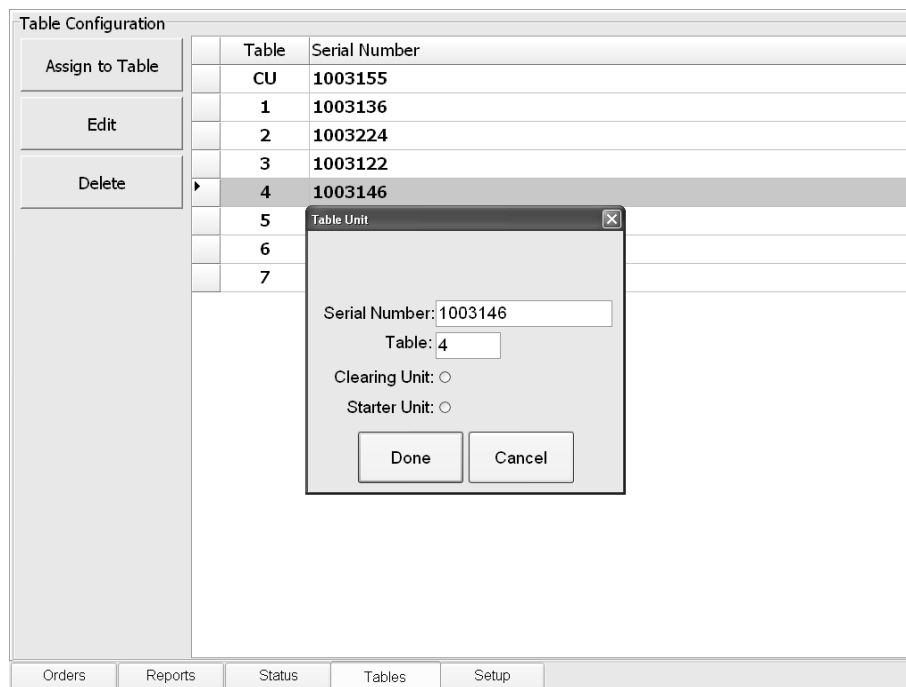 Table Configuration
Assign to Table
Edit
Delete
Table Serial Number
CU 1003155
1 1003136
2 1003224
3 1003122
4 1003146
5
6
7
Table Unit
Serial Number: 1003146
Table: 4
Clearing Unit:
Starter Unit:
Done Cancel
Orders Reports Status Tables Setup